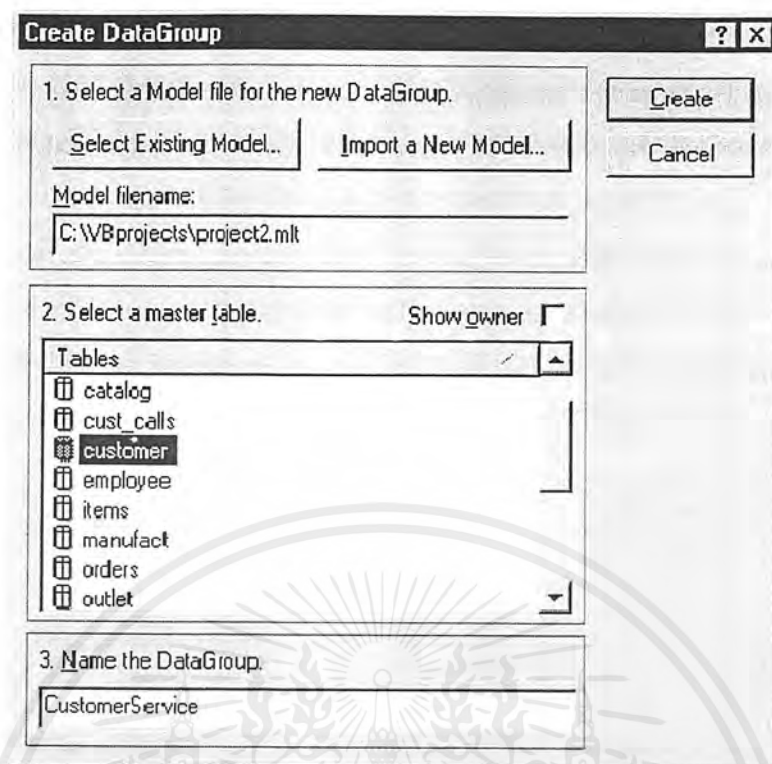 Create DataGroup
? X
1. Select a Model file for the new DataGroup.
Create
Select Existing Model...
Import a New Model...
Cancel
Model filename:
C:\VBprojects\project2.mlt
2. Select a master table.
Show owner
Tables
catalog
cust_calls
customer
employee
items
manufact
orders
outlet
3. Name the DataGroup.
CustomerService